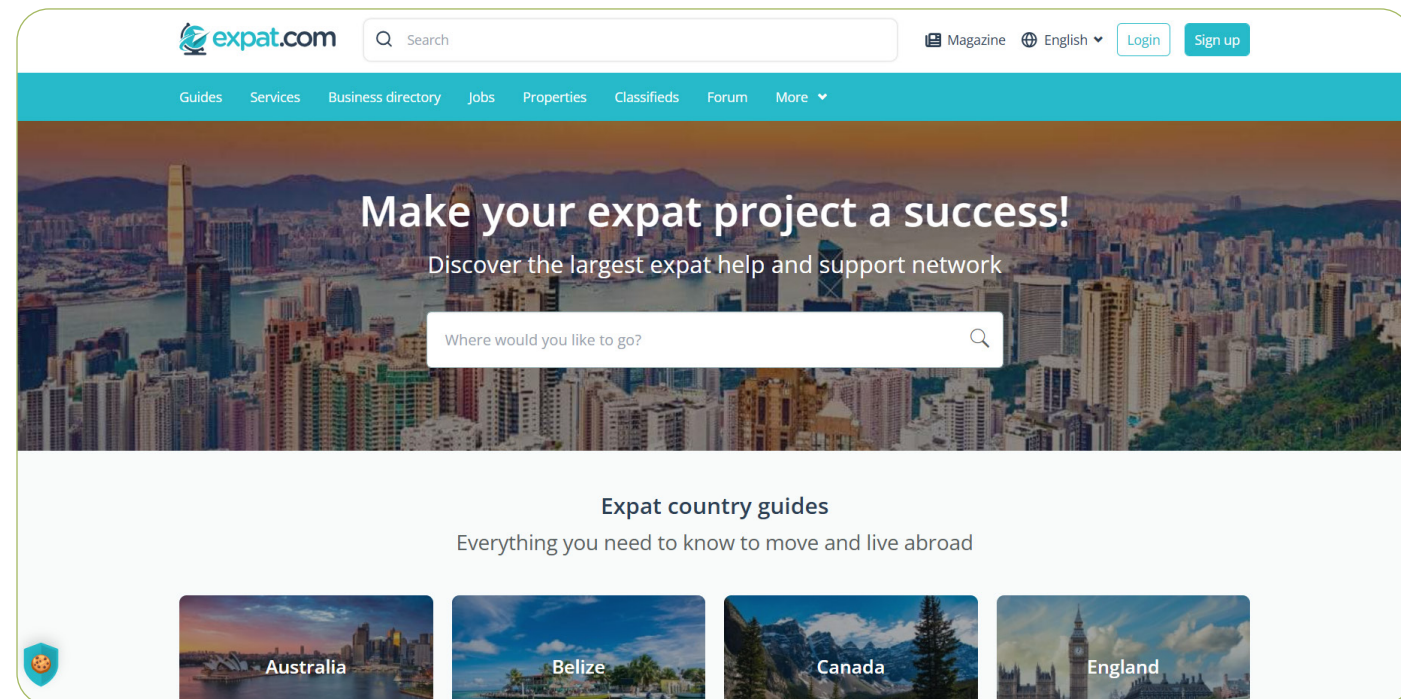 expat.com
Search
Magazine
English
Login
Sign up
Guides Services Business directory Jobs Properties Classifieds Forum More
Make your expat project a success!
Discover the largest expat help and support network
Where would you like to go?
Expat country guides
Everything you need to know to move and live abroad
Australia
Belize
Canada
England